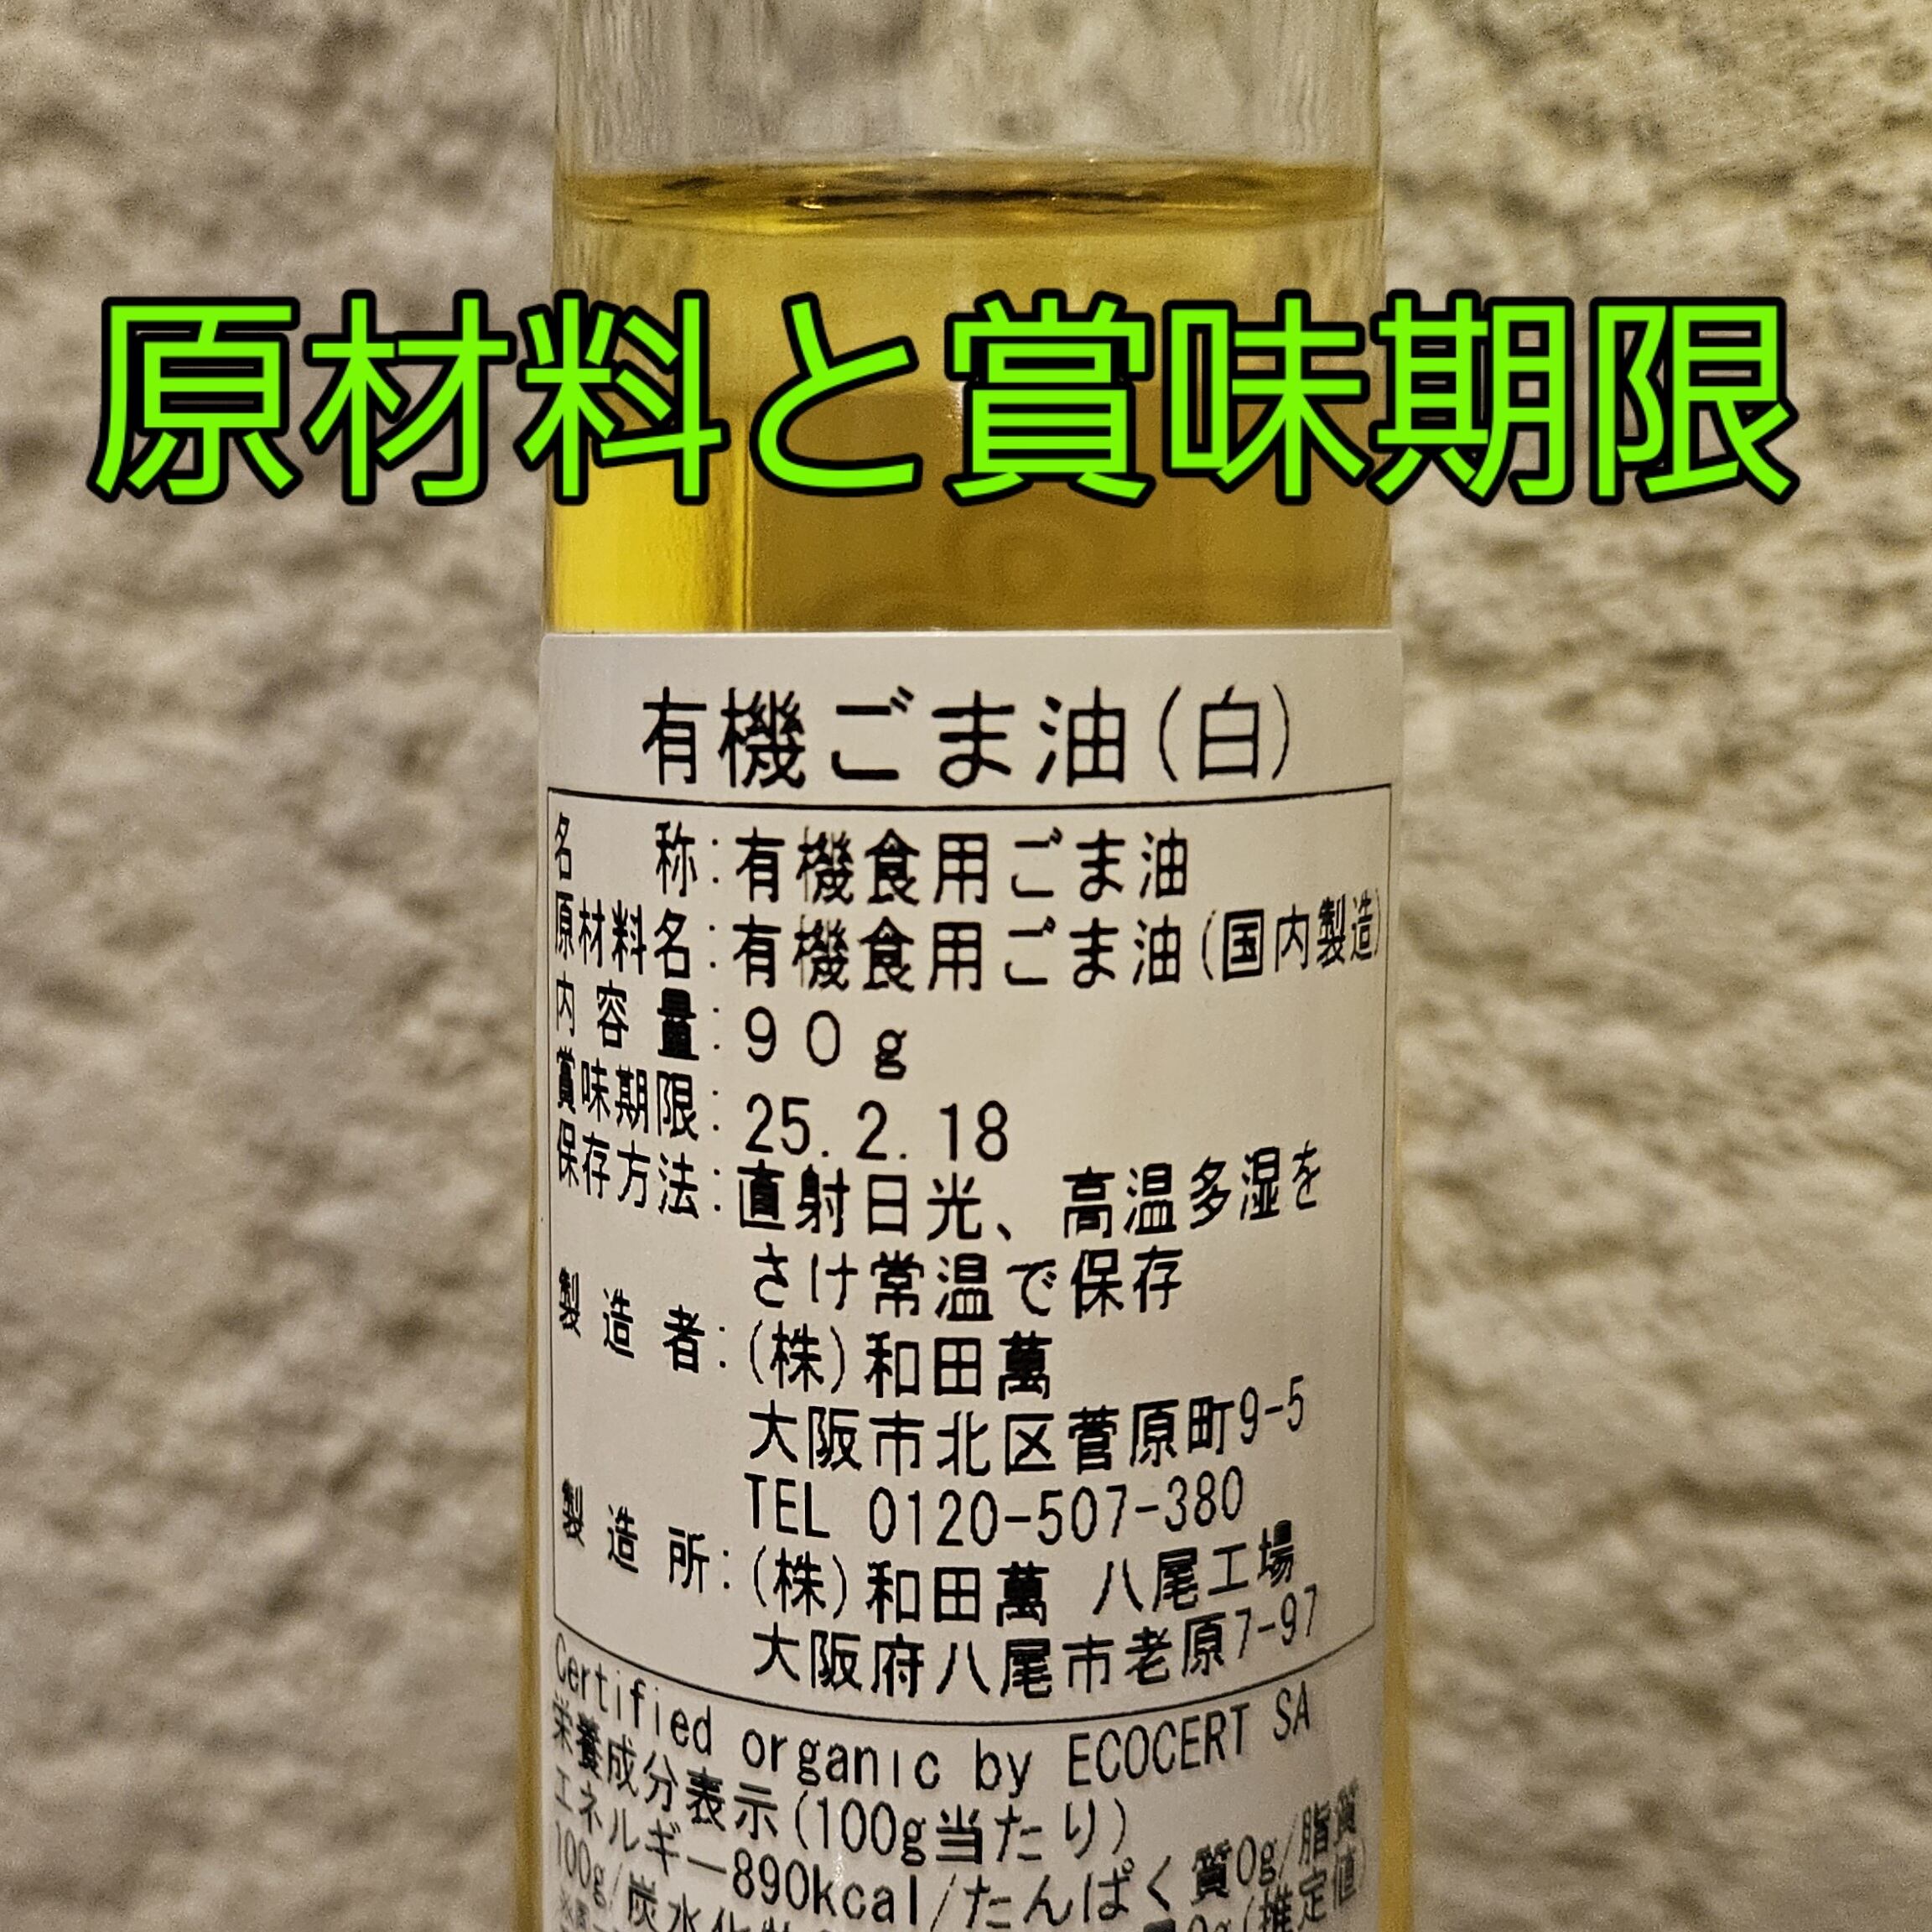 原材料と賞味期限
有機ごま油(白)
名称:有機食用ごま油
原材料名:有機食用ごま油(国内製造)
内容量:90g
賞味期限:25.2.18
保存方法:直射日光、高温多湿を
さけ常温で保存
製造者:(株)和田萬
大阪市北区菅原町9-5
TEL 0120-507-380
製造所:(株)和田萬 八尾工場
大阪府八尾市老原7-97
Certified organic by ECOCERT SA
栄養成分表示(100g当たり)
エネルギー890kcal/たんぱく質0g/脂質
100g/炭水化物 0g(推定値)